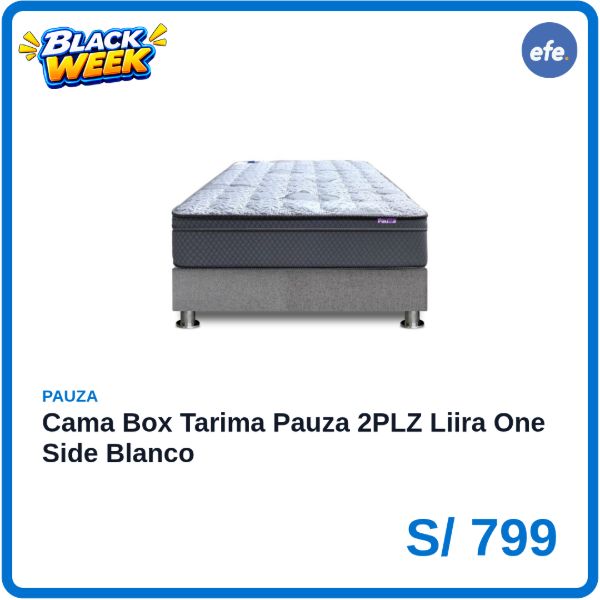 BLACK
WEEK
efe.
Pauza
PAUZA
Cama Box Tarima Pauza 2PLZ Liira One
Side Blanco
S/ 799